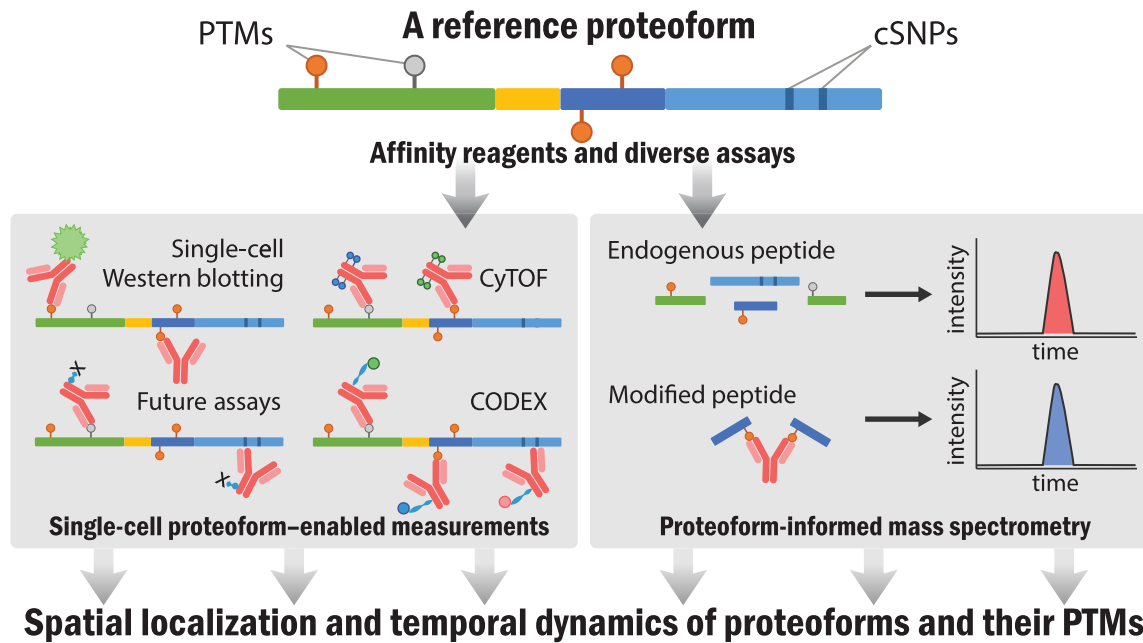 A reference proteoform
PTMs
cSNPs
Affinity reagents and diverse assays
Single-cell
Western blotting
CyTOF
X
Future assays
CODEX
X
Single-cell proteoform–enabled measurements
Endogenous peptide
intensity
time
Modified peptide
intensity
time
Proteoform-informed mass spectrometry
Spatial localization and temporal dynamics of proteoforms and their PTMs